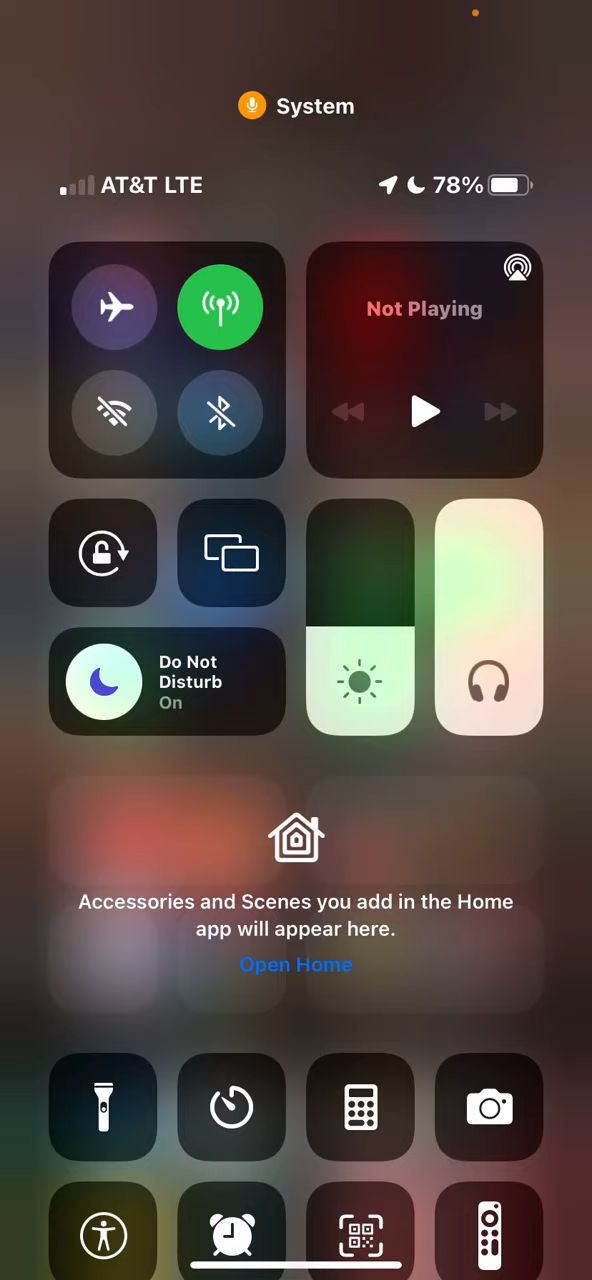 System
AT&T LTE
78%
Not Playing
Do Not
Disturb
On
Accessories and Scenes you add in the Home
app will appear here.
Open Home